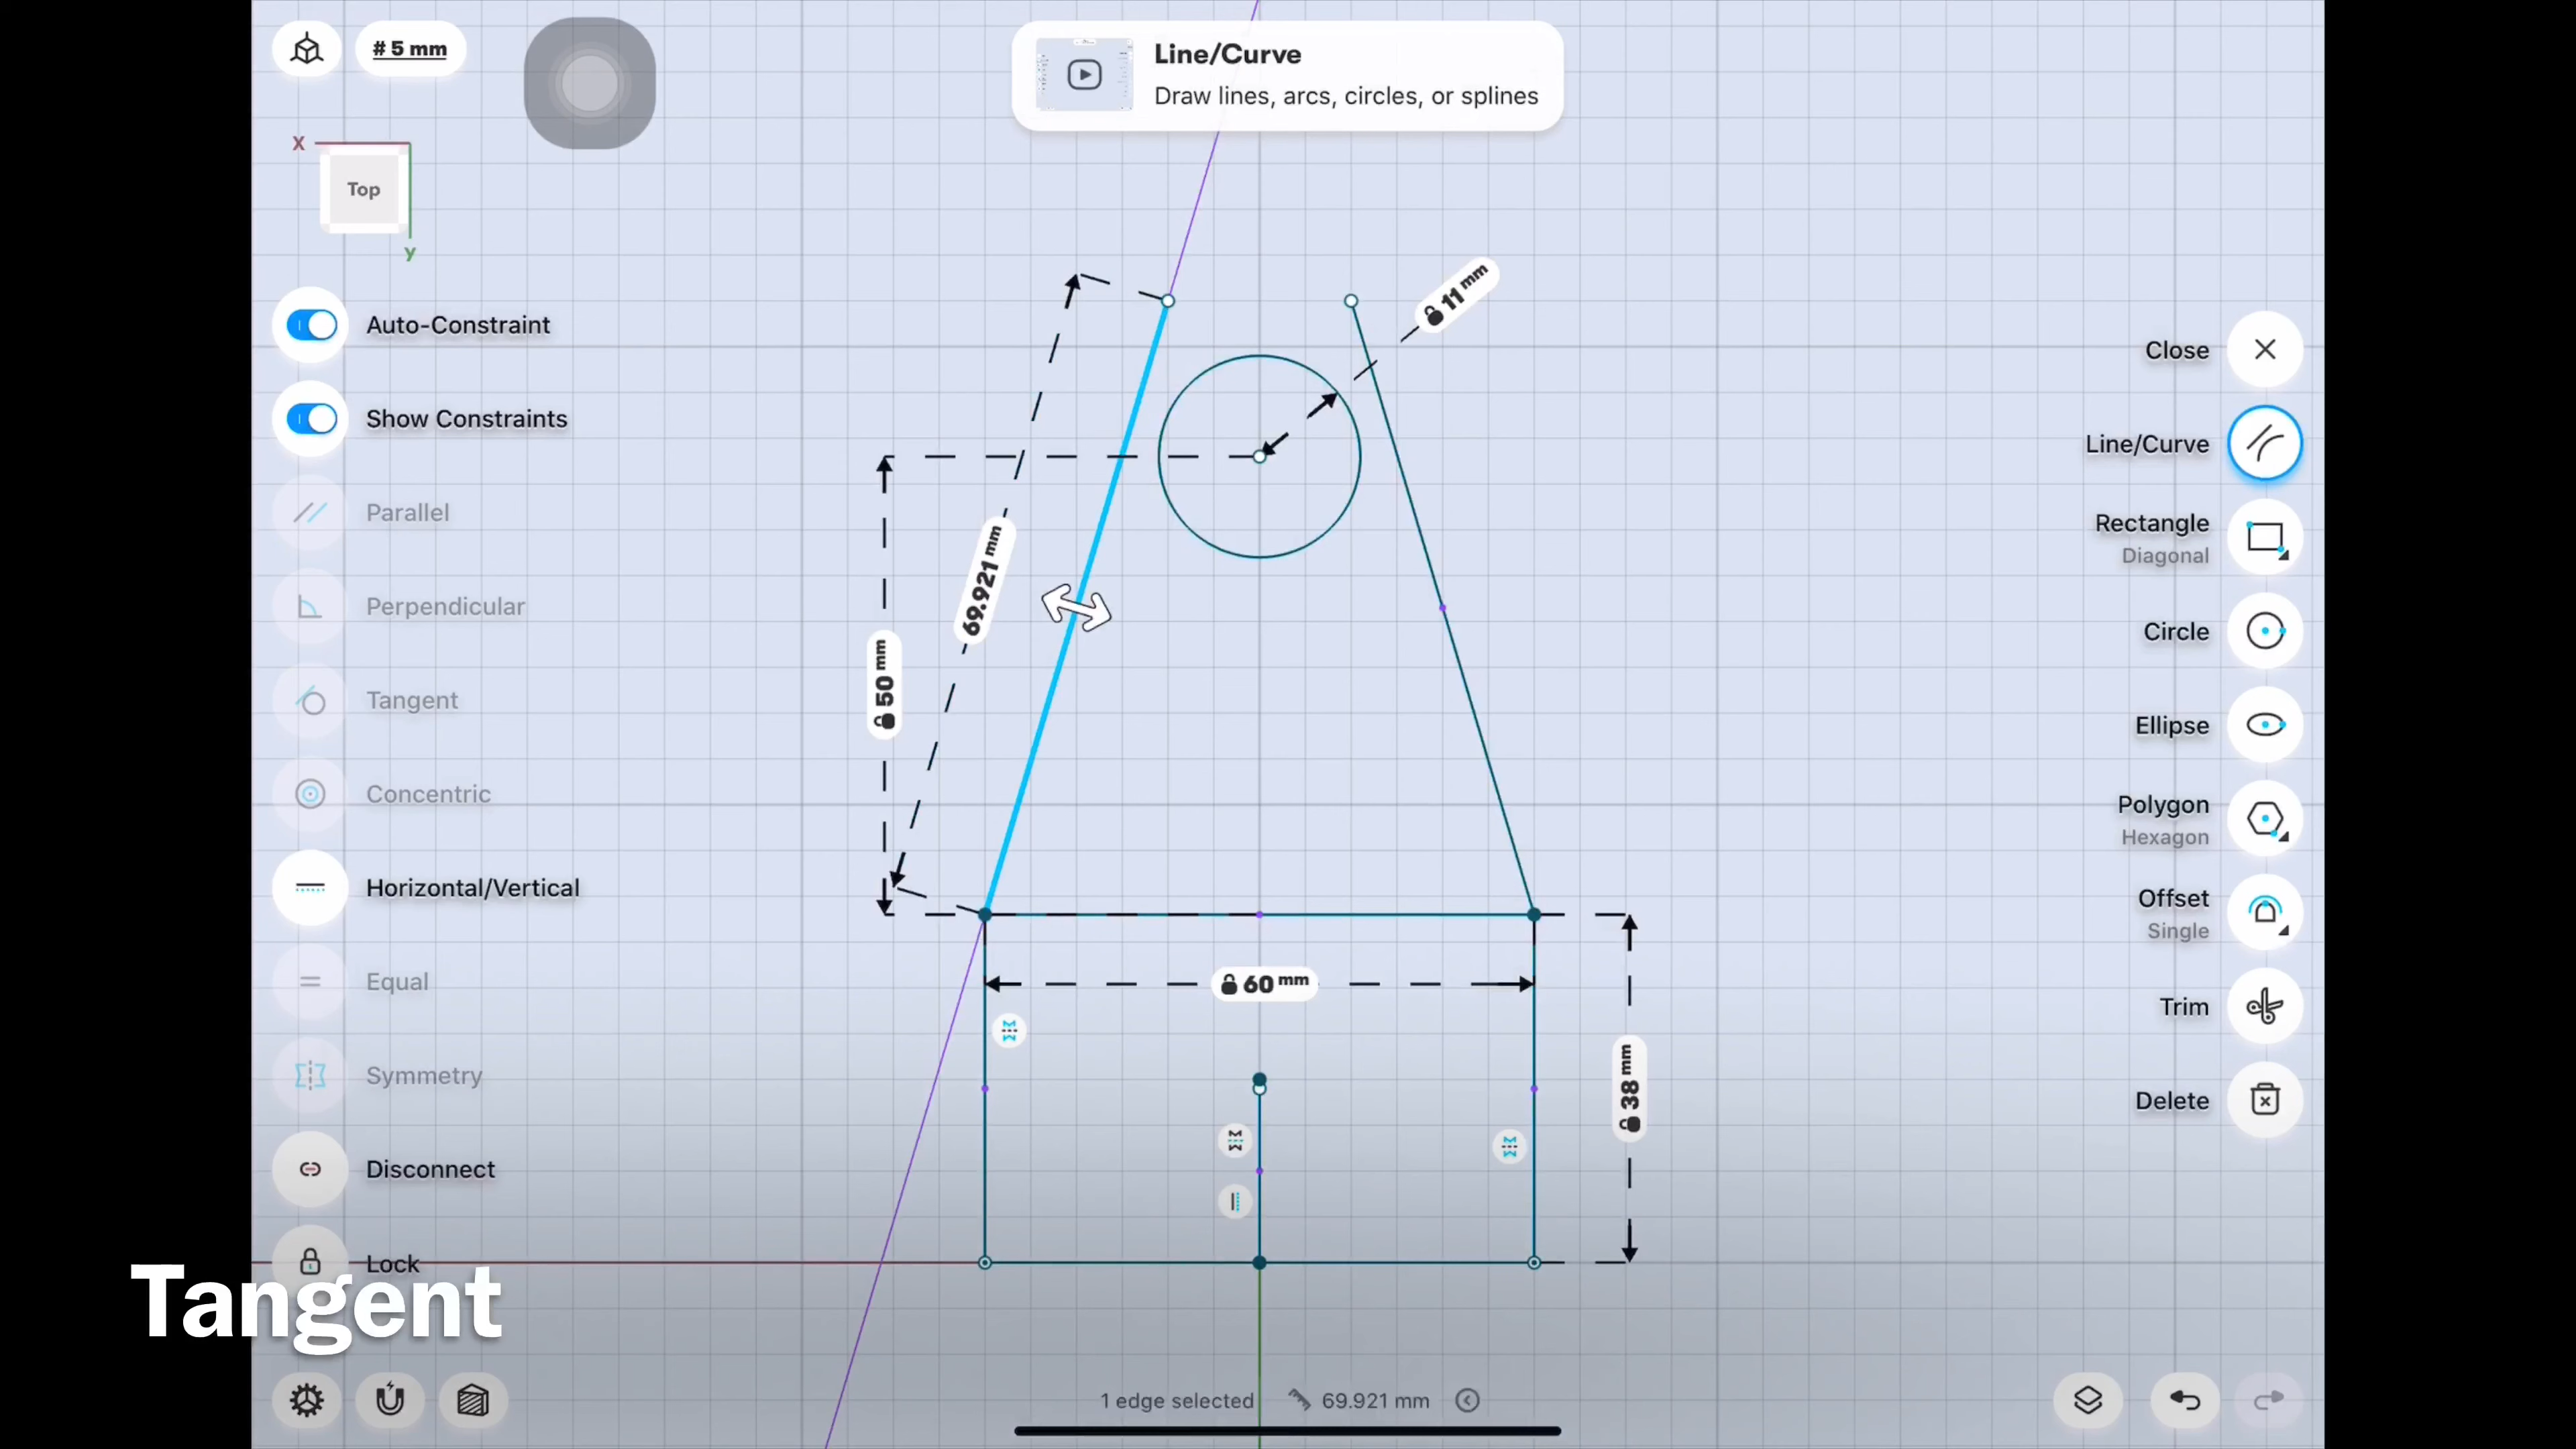 # 5 mm
Line/Curve
Draw lines, arcs, circles, or splines
X
Top
y
Auto-Constraint
Show Constraints
Parallel
Perpendicular
Tangent
Concentric
Horizontal/Vertical
Equal
Symmetry
Disconnect
Lock
Tangent
11 mm
69.921 mm
50 mm
60 mm
38 mm
Close
Line/Curve
Rectangle
Diagonal
Circle
Ellipse
Polygon
Hexagon
Offset
Single
Trim
Delete
1 edge selected 69.921 mm